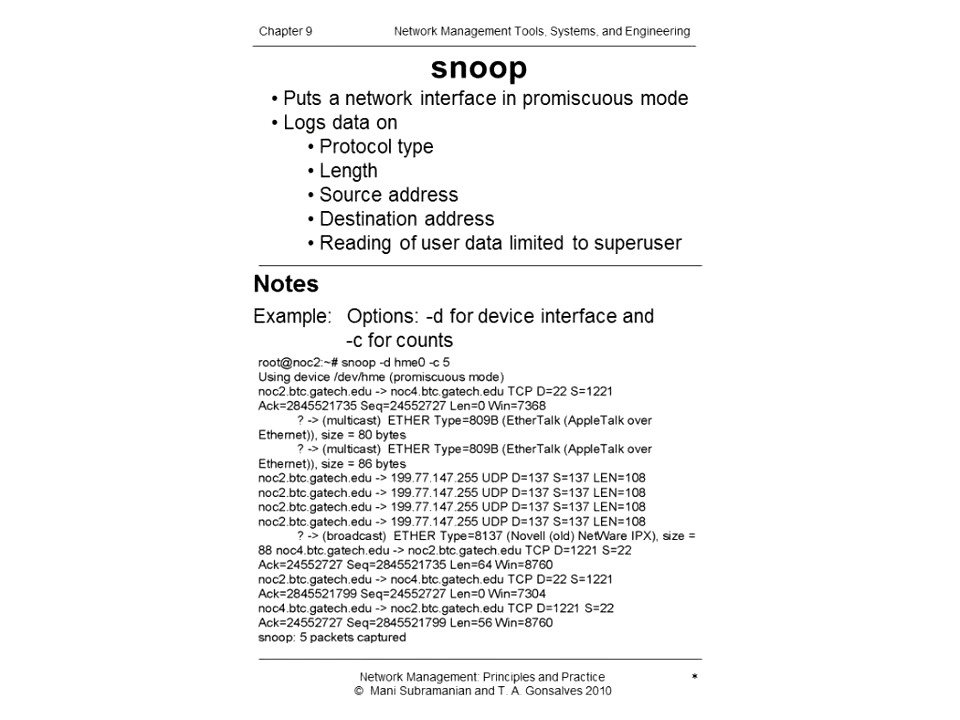 Chapter 9
Network Management Tools, Systems, and Engineering
snoop
• Puts a network interface in promiscuous mode
• Logs data on
• Protocol type
• Length
• Source address
• Destination address
• Reading of user data limited to superuser
Notes
Example: Options: -d for device interface and
-c for counts
root@noc2:~# snoop -d hme0 -c 5
Using device /dev/hme (promiscuous mode)
noc2.btc.gatech.edu -> noc4.btc.gatech.edu TCP D=22 S=1221
Ack=2845521735 Seq=24552727 Len=0 Win=7368
? -> (multicast) ETHER Type=809B (EtherTalk (AppleTalk over
Ethernet)), size = 80 bytes
? -> (multicast) ETHER Type=809B (EtherTalk (AppleTalk over
Ethernet)), size = 86 bytes
noc2.btc.gatech.edu -> 199.77.147.255 UDP D=137 S=137 LEN=108
noc2.btc.gatech.edu -> 199.77.147.255 UDP D=137 S=137 LEN=108
noc2.btc.gatech.edu -> 199.77.147.255 UDP D=137 S=137 LEN=108
noc2.btc.gatech.edu -> 199.77.147.255 UDP D=137 S=137 LEN=108
? -> (broadcast) ETHER Type=8137 (Novell (old) NetWare IPX), size =
88 noc4.btc.gatech.edu -> noc2.btc.gatech.edu TCP D=1221 S=22
Ack=24552727 Seq=2845521735 Len=64 Win=8760
noc2.btc.gatech.edu -> noc4.btc.gatech.edu TCP D=22 S=1221
Ack=2845521799 Seq=24552727 Len=0 Win=7304
noc4.btc.gatech.edu -> noc2.btc.gatech.edu TCP D=1221 S=22
Ack=24552727 Seq=2845521799 Len=56 Win=8760
snoop: 5 packets captured
Network Management: Principles and Practice *
© Mani Subramanian and T. A. Gonsalves 2010